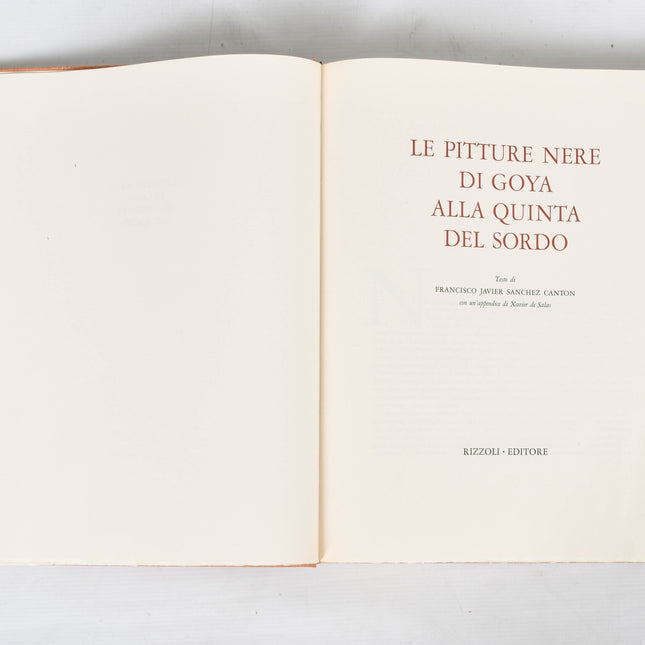 LE PITTURE NERE
DI GOYA
ALLA QUINTA
DEL SORDO
Testo di
FRANCISCO JAVIER SANCHEZ CANTON
con un'appendice di Xavier de Salas
RIZZOLI · EDITORE